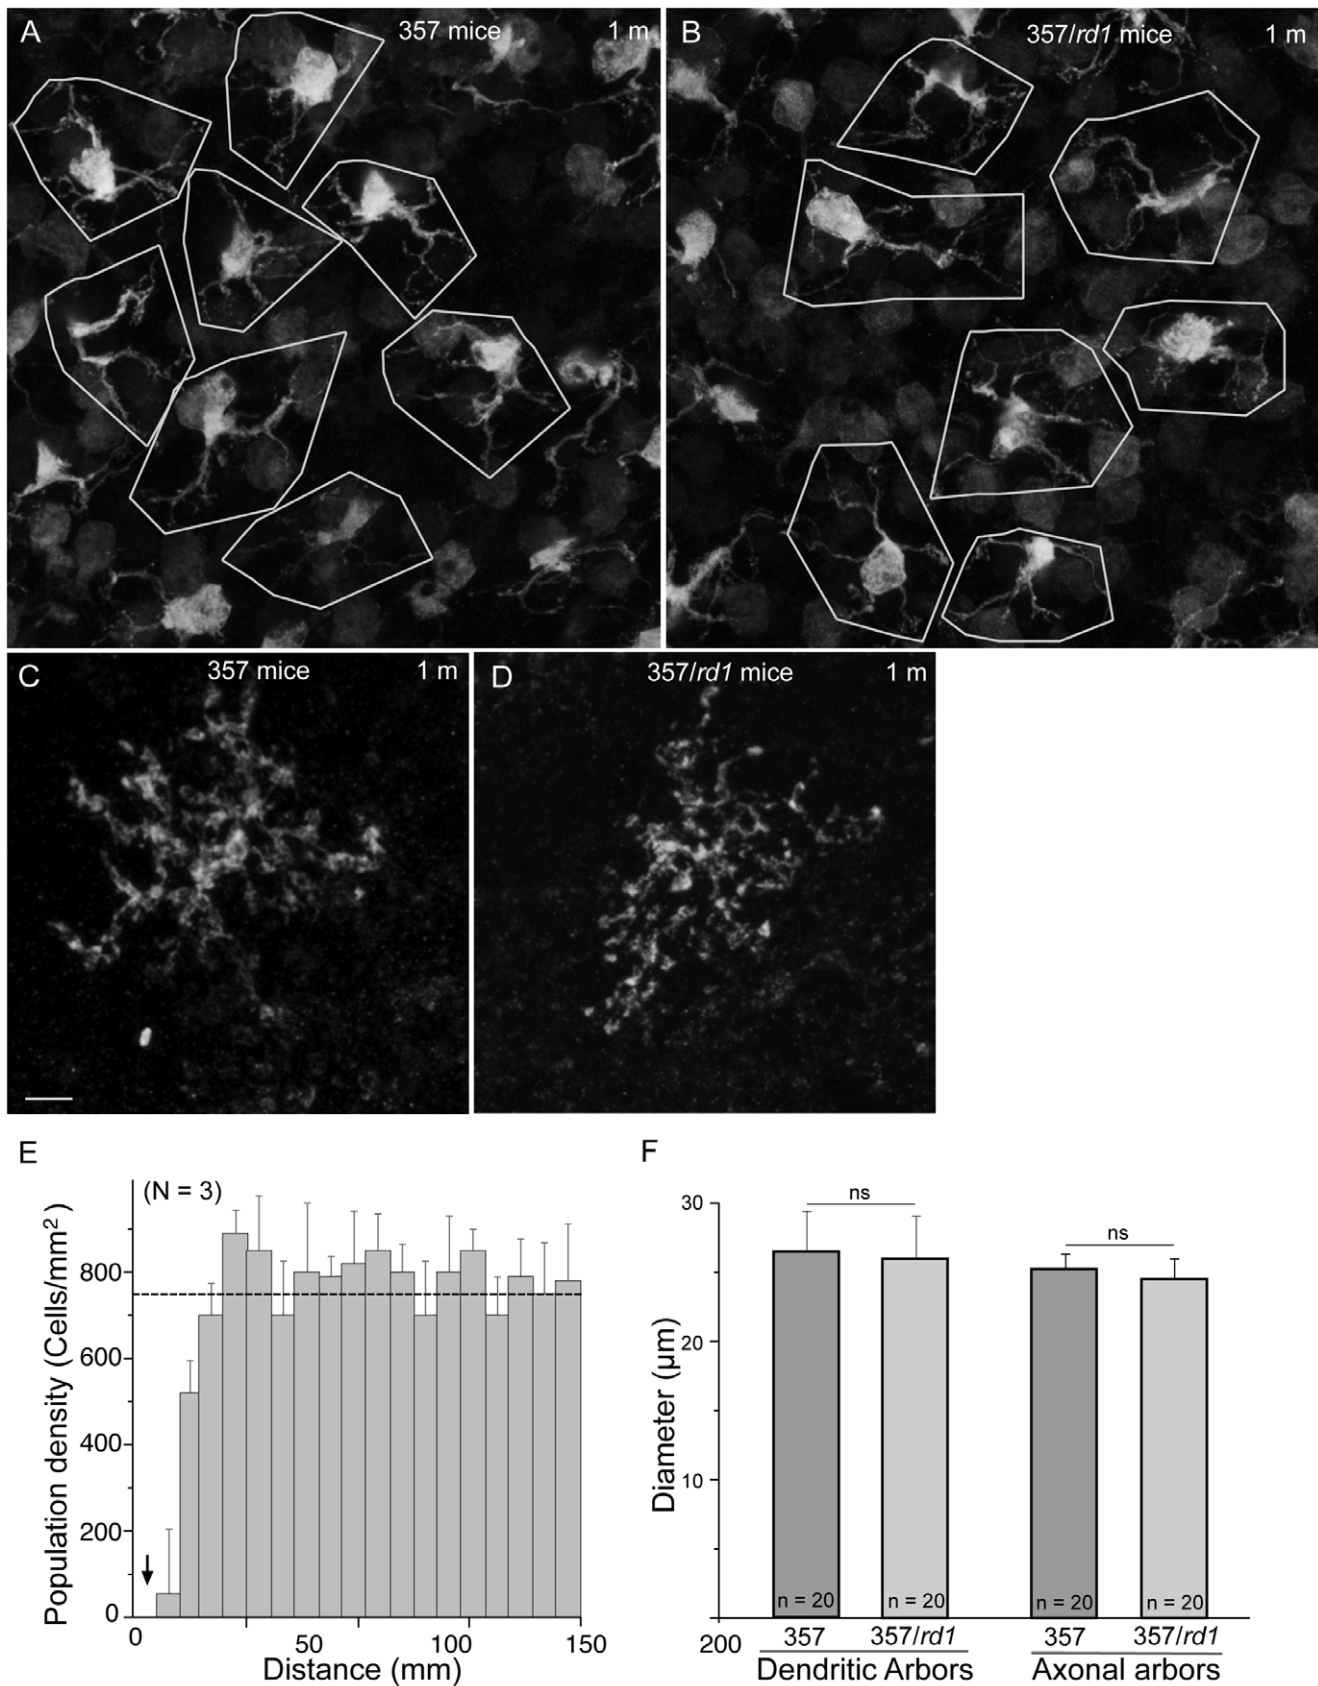 A 357 mice 1 m
B 357/rd1 mice 1 m
C 357 mice 1 m
D 357/rd1 mice 1 m
E
(N = 3)
Population density (Cells/mm²)
800
600
400
200
0
0 50 100 150
Distance (mm)
F
ns
ns
Diameter (µm)
30
20
10
200
n = 20 n = 20 n = 20 n = 20
357 357/rd1 357 357/rd1
Dendritic Arbors Axonal arbors